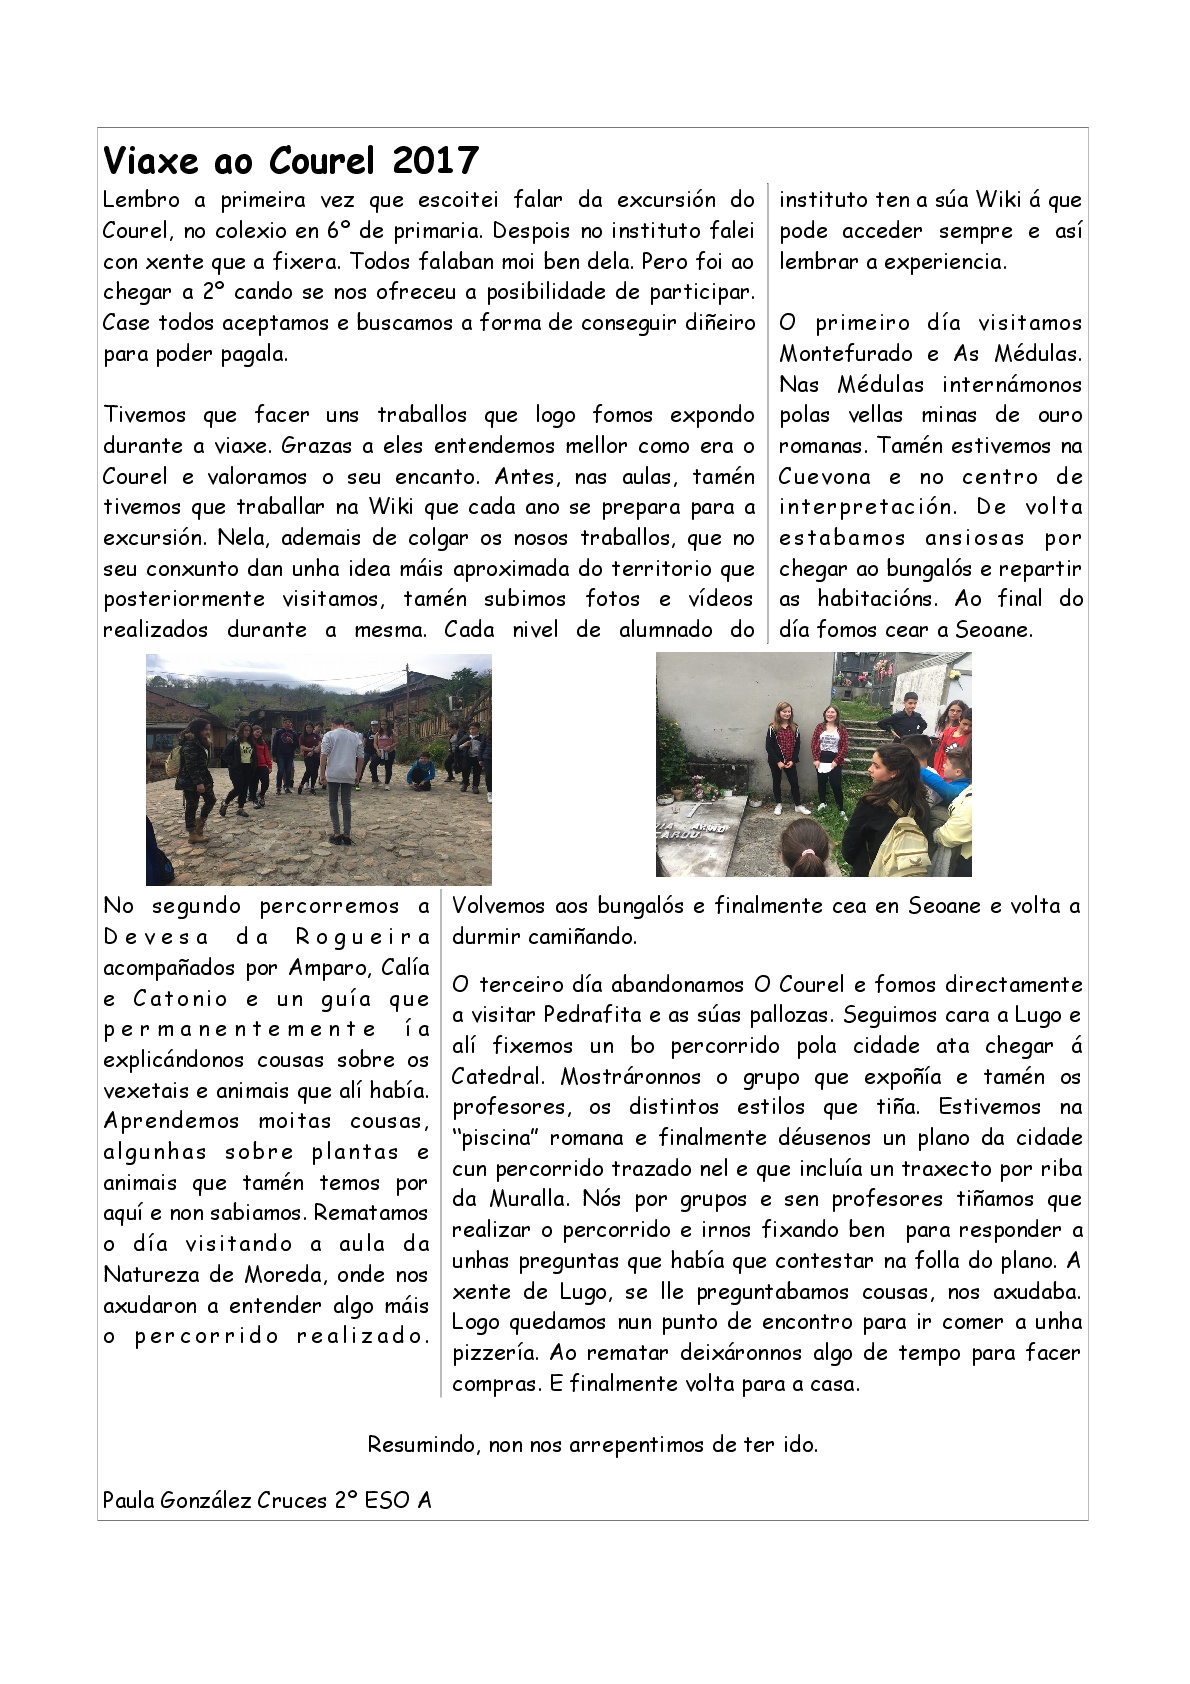 Viaxe ao Courel 2017
Lembro a primeira vez que escoitei falar da excursión do
Courel, no colexio en 6º de primaria. Despois no instituto falei
con xente que a fixera. Todos falaban moi ben dela. Pero foi ao
chegar a 2º cando se nos ofreceu a posibilidade de participar.
Case todos aceptamos e buscamos a forma de conseguir diñeiro
para poder pagala.
Tivemos que facer uns traballos que logo fomos expondo
durante a viaxe. Grazas a eles entendemos mellor como era o
Courel e valoramos o seu encanto. Antes, nas aulas, tamén
tivemos que traballar na Wiki que cada ano se prepara para a
excursión. Nela, ademais de colgar os nosos traballos, que no
seu conxunto dan unha idea máis aproximada do territorio que
posteriormente visitamos, tamén subimos fotos e vídeos
realizados durante a mesma. Cada nivel de alumnado do
instituto ten a súa Wiki á que
pode acceder sempre e así
lembrar a experiencia.
O primeiro día visitamos
Montefurado e As Médulas.
Nas Médulas internámonos
polas vellas minas de ouro
romanas. Tamén estivemos na
Cuevona e no centro de
interpretación. De volta
estabamos ansiosas por
chegar ao bungalós e repartir
as habitacións. Ao final do
día fomos cear a Seoane.
No segundo percorremos a
Devesa da Rogueira
acompañados por Amparo, Calía
e Catonio e un guía que
permanentemente ía
explicándonos cousas sobre os
vexetais e animais que alí había.
Aprendemos moitas cousas,
algunhas sobre plantas e
animais que tamén temos por
aquí e non sabiamos. Rematamos
o día visitando a aula da
Natureza de Moreda, onde nos
axudaron a entender algo máis
o percorrido realizado.
Volvemos aos bungalós e finalmente cea en Seoane e volta a
durmir camiñando.
O terceiro día abandonamos O Courel e fomos directamente
a visitar Pedrafita e as súas pallozas. Seguimos cara a Lugo e
alí fixemos un bo percorrido pola cidade ata chegar á
Catedral. Mostráronnos o grupo que expoñía e tamén os
profesores, os distintos estilos que tiña. Estivemos na
“piscina” romana e finalmente déusenos un plano da cidade
cun percorrido trazado nel e que incluía un traxecto por riba
da Muralla. Nós por grupos e sen profesores tiñamos que
realizar o percorrido e irnos fixando ben  para responder a
unhas preguntas que había que contestar na folla do plano. A
xente de Lugo, se lle preguntabamos cousas, nos axudaba.
Logo quedamos nun punto de encontro para ir comer a unha
pizzería. Ao rematar deixáronnos algo de tempo para facer
compras. E finalmente volta para a casa.
Resumindo, non nos arrepentimos de ter ido.
Paula González Cruces 2º ESO A